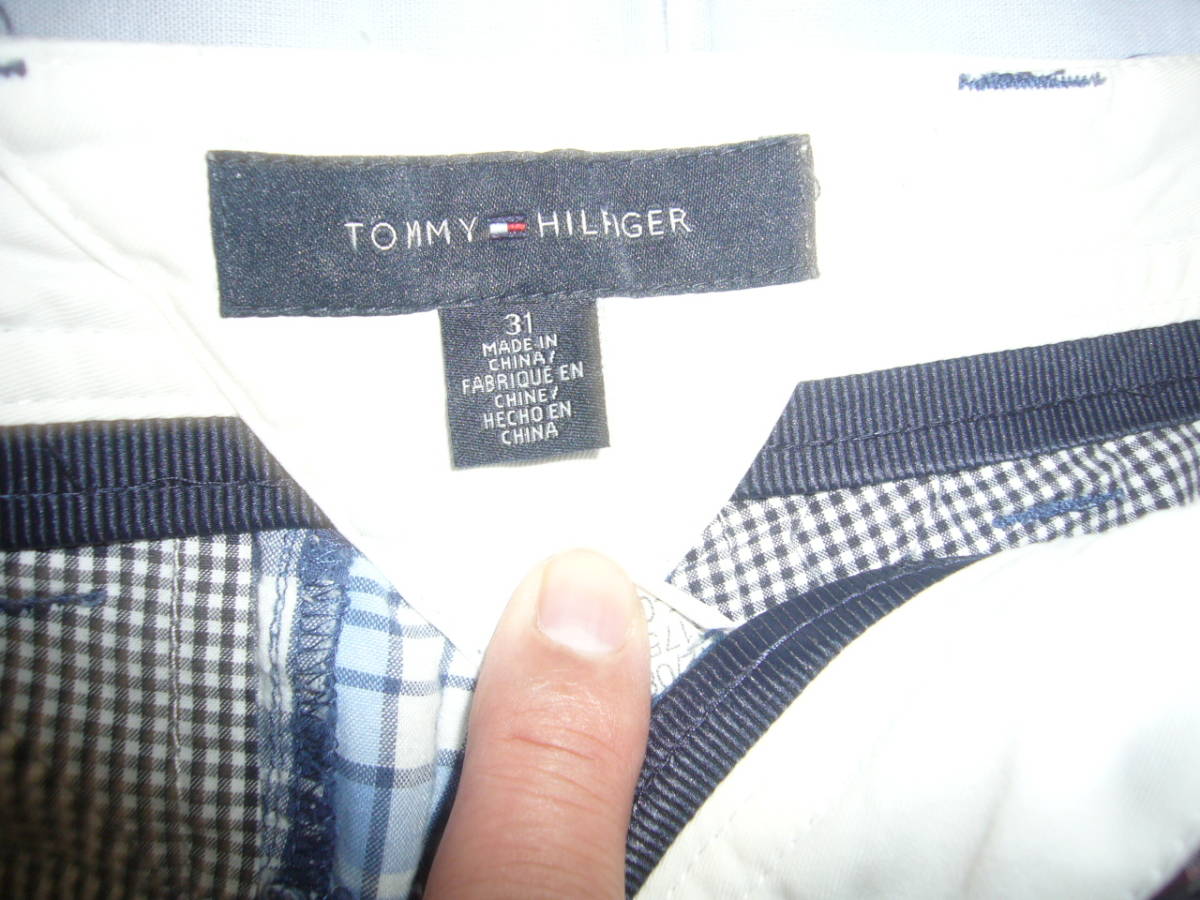 TOMMY HILFIGER
31
MADE IN
CHINA/
FABRIQUE EN
CHINE/
HECHO EN
CHINA